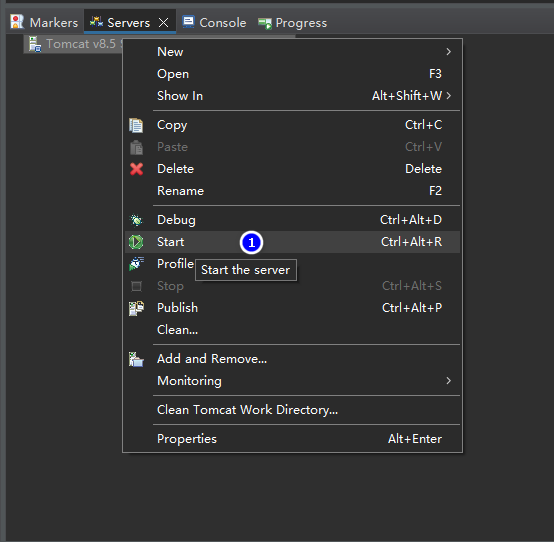 Markers Servers Console Progress
Tomcat v8.5
New
Open F3
Show In Alt+Shift+W
Copy Ctrl+C
Paste Ctrl+V
Delete Delete
Rename F2
Debug Ctrl+Alt+D
Start 1 Ctrl+Alt+R
Profile
Start the server
Stop Ctrl+Alt+S
Publish Ctrl+Alt+P
Clean...
Add and Remove...
Monitoring
Clean Tomcat Work Directory...
Properties Alt+Enter